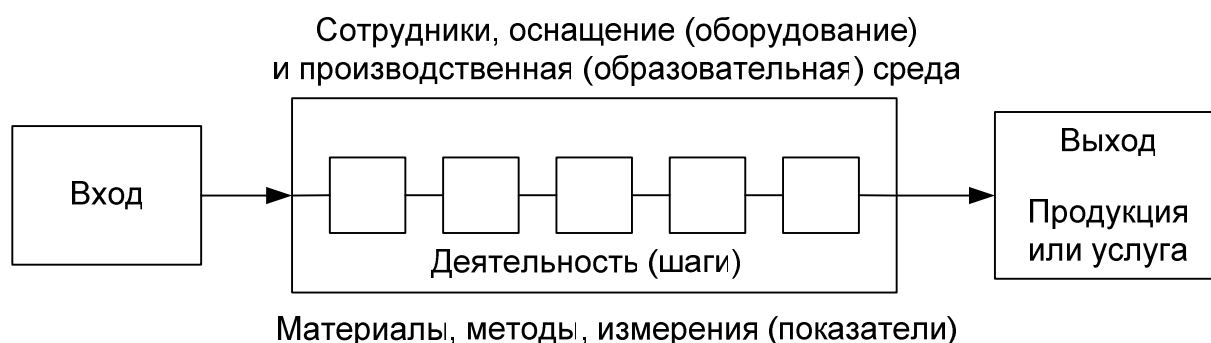 Сотрудники, оснащение (оборудование)
и производственная (образовательная) среда
Вход
Деятельность (шаги)
Выход
Продукция
или услуга
Материалы, методы, измерения (показатели)